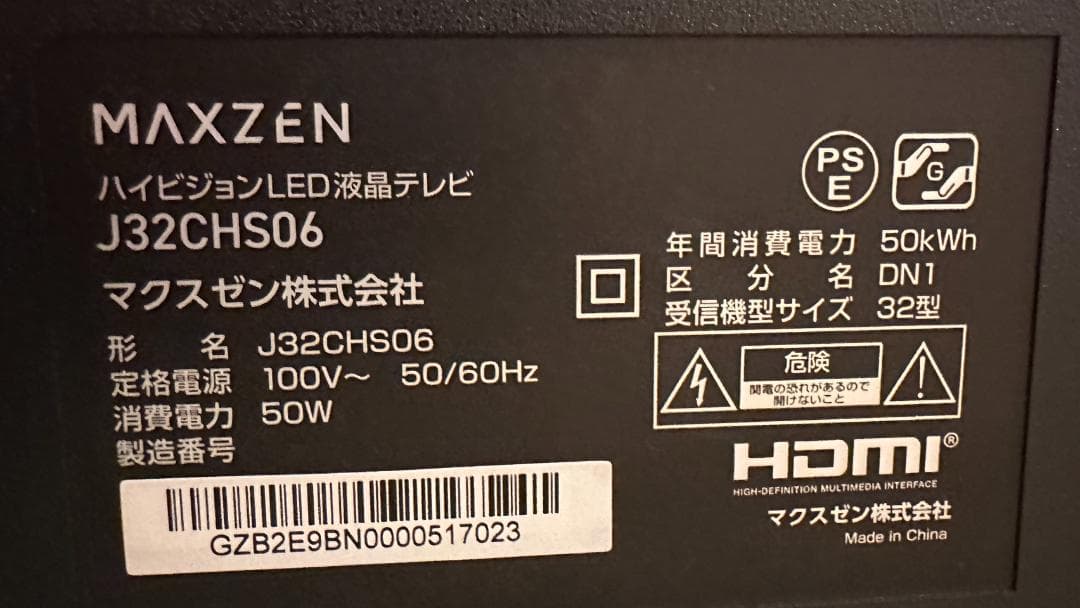 MAXZEN
ハイビジョンLED液晶テレビ
J32CHS06
マクスゼン株式会社
形 名 J32CHS06
定格電源 100V～ 50/60Hz
消費電力 50W
製造番号
GZB2E9BN0000517023
PS
E
G
年間消費電力 50kWh
区分名 DN1
受信機型サイズ 32型
危険
関電の恐れがあるので
開けないこと
HDMI®
HIGH-DEFINITION MULTIMEDIA INTERFACE
マクスゼン株式会社
Made in China